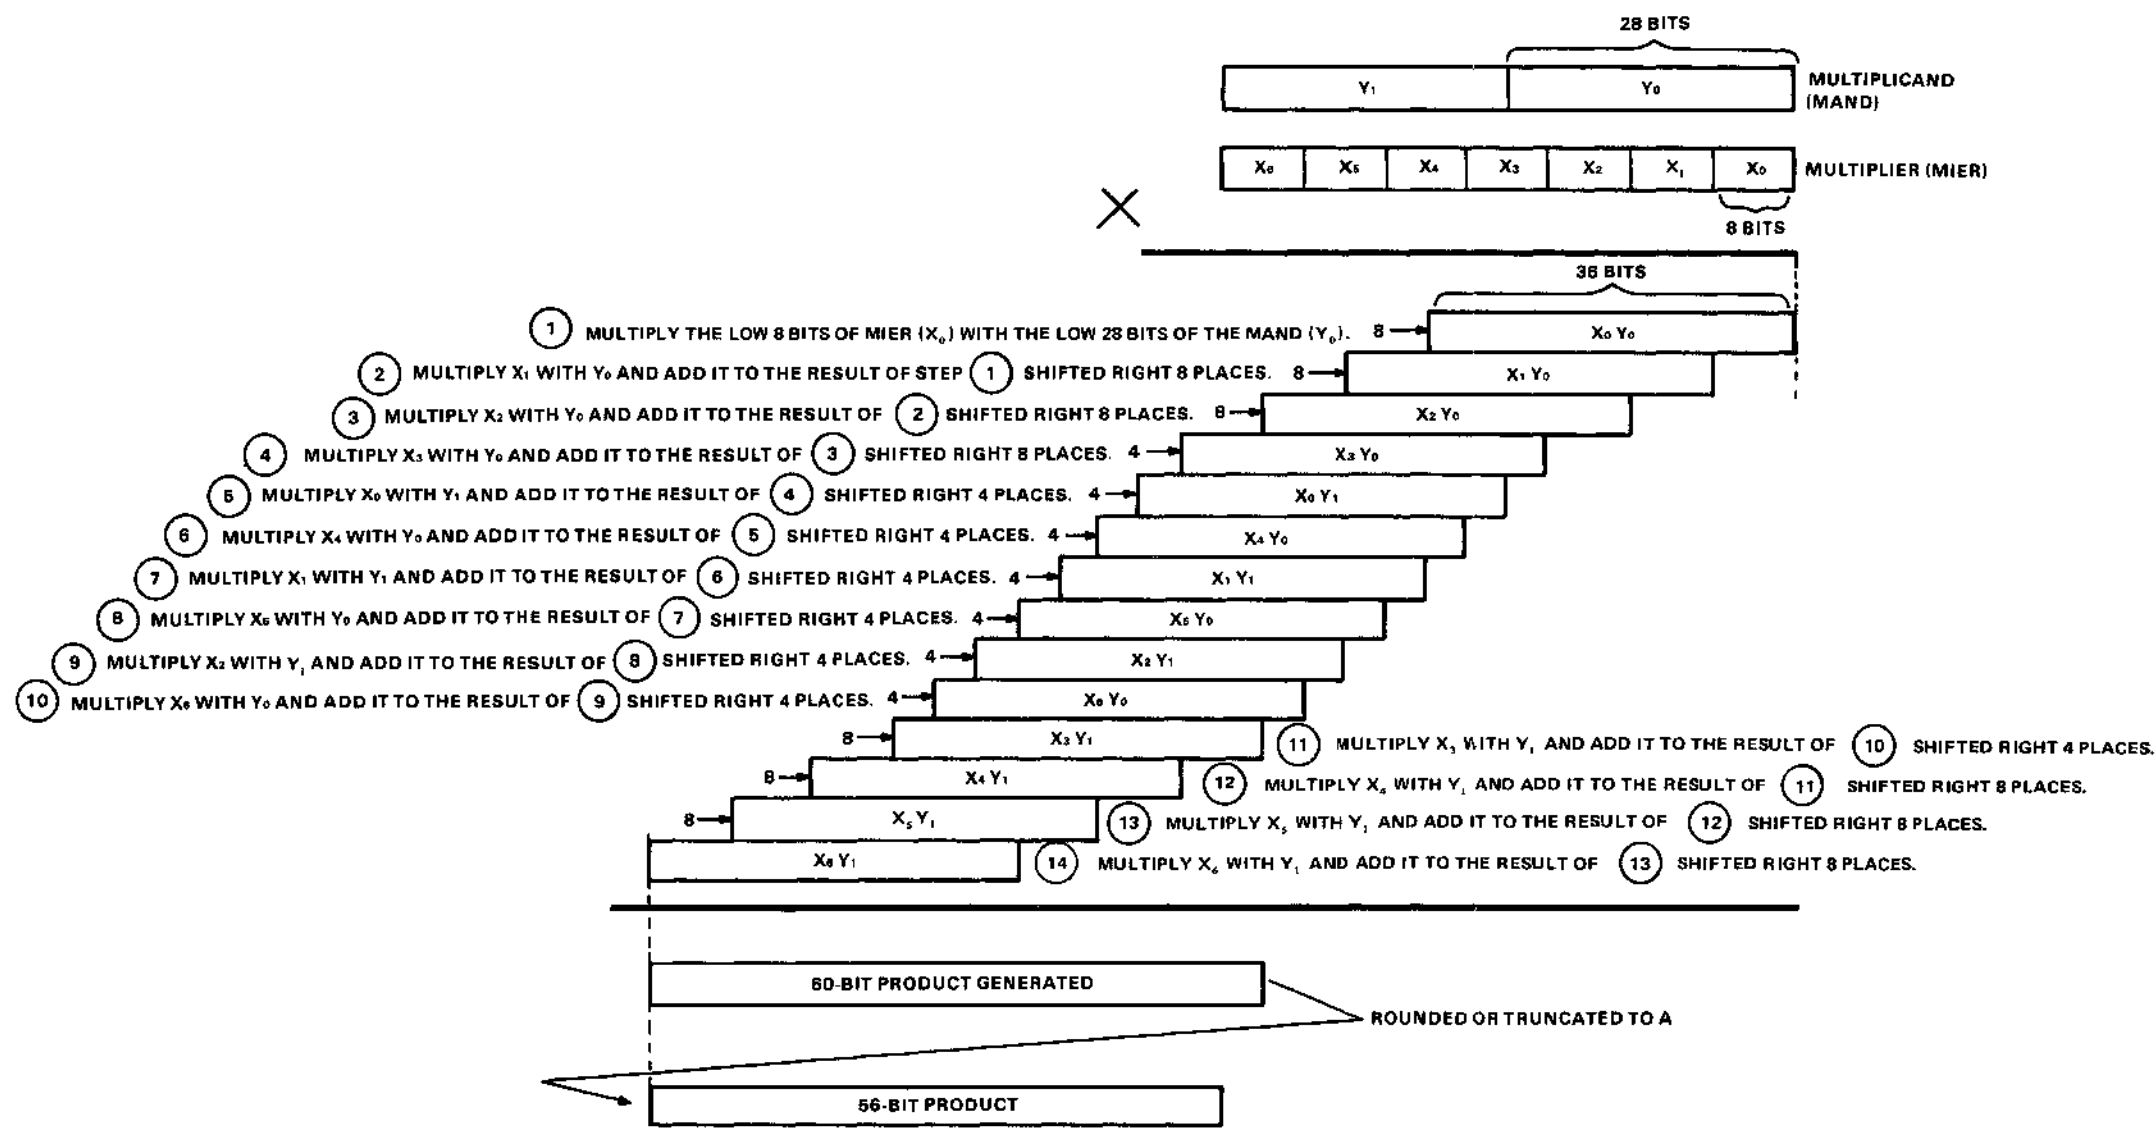 28 BITS
Y₁ Y₀ MULTIPLICAND
(MAND)
X₆ X₅ X₄ X₃ X₂ X₁ X₀ MULTIPLIER (MIER)
8 BITS
36 BITS
1 MULTIPLY THE LOW 8 BITS OF MIER (X₀) WITH THE LOW 28 BITS OF THE MAND (Y₀). 8 X₀ Y₀
2 MULTIPLY X₁ WITH Y₀ AND ADD IT TO THE RESULT OF STEP 1 SHIFTED RIGHT 8 PLACES. 8 X₁ Y₀
3 MULTIPLY X₂ WITH Y₀ AND ADD IT TO THE RESULT OF 2 SHIFTED RIGHT 8 PLACES. 8 X₂ Y₀
4 MULTIPLY X₃ WITH Y₀ AND ADD IT TO THE RESULT OF 3 SHIFTED RIGHT 8 PLACES. 4 X₃ Y₀
5 MULTIPLY X₀ WITH Y₁ AND ADD IT TO THE RESULT OF 4 SHIFTED RIGHT 4 PLACES. 4 X₀ Y₁
6 MULTIPLY X₄ WITH Y₀ AND ADD IT TO THE RESULT OF 5 SHIFTED RIGHT 4 PLACES. 4 X₄ Y₀
7 MULTIPLY X₁ WITH Y₁ AND ADD IT TO THE RESULT OF 6 SHIFTED RIGHT 4 PLACES. 4 X₁ Y₁
8 MULTIPLY X₅ WITH Y₀ AND ADD IT TO THE RESULT OF 7 SHIFTED RIGHT 4 PLACES. 4 X₅ Y₀
9 MULTIPLY X₂ WITH Y₁ AND ADD IT TO THE RESULT OF 8 SHIFTED RIGHT 4 PLACES. 4 X₂ Y₁
10 MULTIPLY X₆ WITH Y₀ AND ADD IT TO THE RESULT OF 9 SHIFTED RIGHT 4 PLACES. 4 X₆ Y₀
8 X₃ Y₁ 11 MULTIPLY X₃ WITH Y₁ AND ADD IT TO THE RESULT OF 10 SHIFTED RIGHT 4 PLACES.
8 X₄ Y₁ 12 MULTIPLY X₄ WITH Y₁ AND ADD IT TO THE RESULT OF 11 SHIFTED RIGHT 8 PLACES.
8 X₅ Y₁ 13 MULTIPLY X₅ WITH Y₁ AND ADD IT TO THE RESULT OF 12 SHIFTED RIGHT 8 PLACES.
X₆ Y₁ 14 MULTIPLY X₆ WITH Y₁ AND ADD IT TO THE RESULT OF 13 SHIFTED RIGHT 8 PLACES.
60-BIT PRODUCT GENERATED
ROUNDED OR TRUNCATED TO A
56-BIT PRODUCT